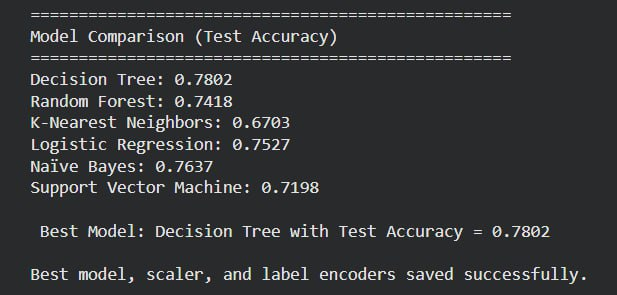 ==================================================
Model Comparison (Test Accuracy)
==================================================
Decision Tree: 0.7802
Random Forest: 0.7418
K-Nearest Neighbors: 0.6703
Logistic Regression: 0.7527
Naïve Bayes: 0.7637
Support Vector Machine: 0.7198
Best Model: Decision Tree with Test Accuracy = 0.7802
Best model, scaler, and label encoders saved successfully.